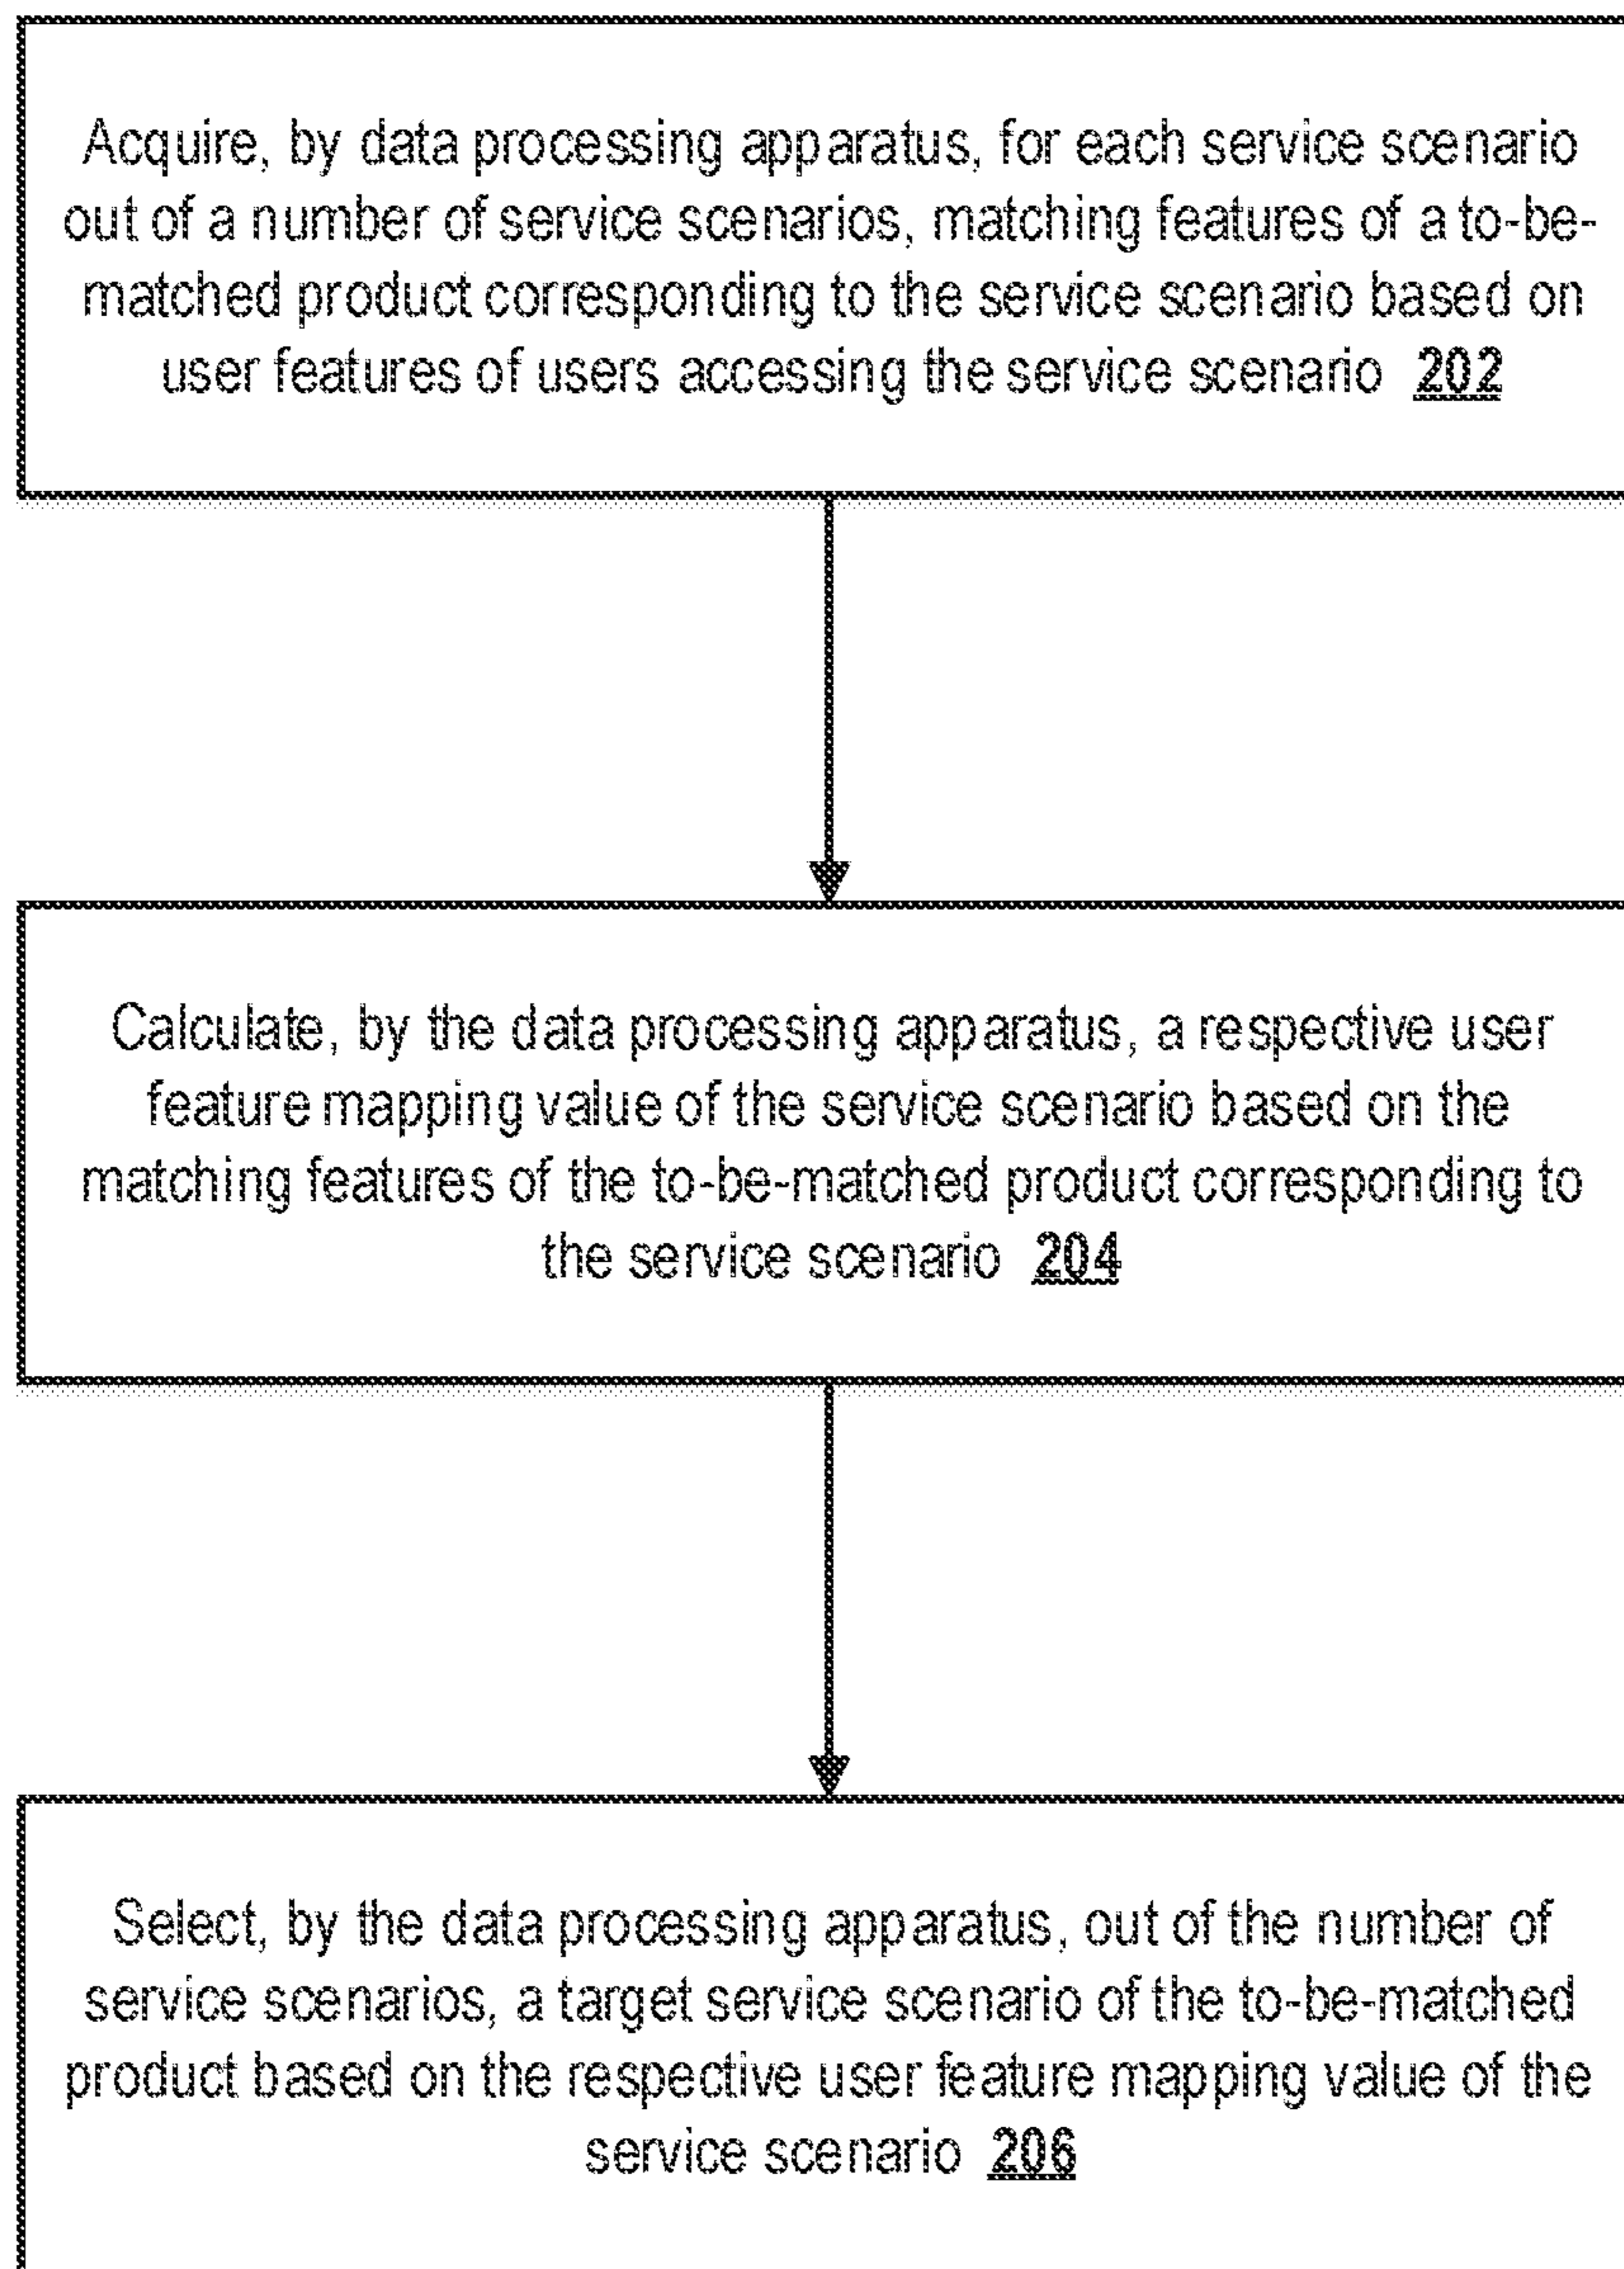 Acquire, by data processing apparatus, for each service scenario
out of a number of service scenarios, matching features of a to-be-
matched product corresponding to the service scenario based on
user features of users accessing the service scenario 202
Calculate, by the data processing apparatus, a respective user
feature mapping value of the service scenario based on the
matching features of the to-be-matched product corresponding to
the service scenario 204
Select, by the data processing apparatus, out of the number of
service scenarios, a target service scenario of the to-be-matched
product based on the respective user feature mapping value of the
service scenario 206